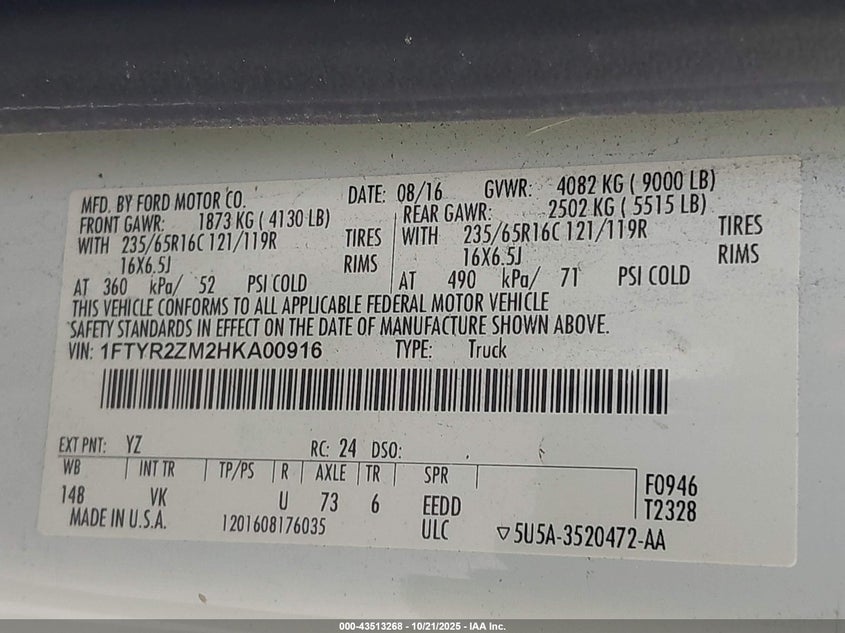 MFD. BY FORD MOTOR CO. DATE: 08/16 GVWR: 4082 KG ( 9000 LB)
FRONT GAWR: 1873 KG ( 4130 LB) REAR GAWR: 2502 KG ( 5515 LB)
WITH 235/65R16C 121/119R TIRES WITH 235/65R16C 121/119R TIRES
16X6.5J RIMS 16X6.5J RIMS
AT 360 kPa/ 52 PSI COLD AT 490 kPa/ 71 PSI COLD
THIS VEHICLE CONFORMS TO ALL APPLICABLE FEDERAL MOTOR VEHICLE
SAFETY STANDARDS IN EFFECT ON THE DATE OF MANUFACTURE SHOWN ABOVE.
VIN: 1FTYR2ZM2HKA00916 TYPE: Truck
EXT PNT: YZ RC: 24 DSO:
WB INT TR TP/PS R AXLE TR SPR F0946
148 VK U 73 6 EEDD T2328
MADE IN U.S.A. 1201608176035 ULC ▽5U5A-3520472-AA
000-43513268 - 10/21/2025 - IAA Inc.